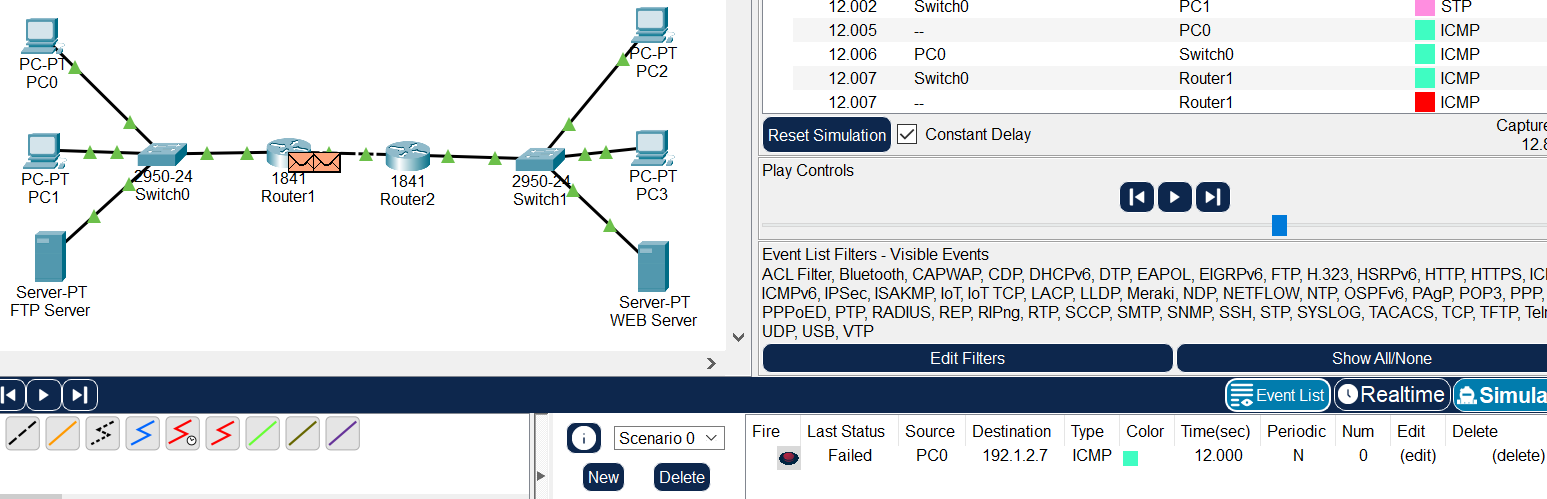 PC-PT
PC0
PC-PT
PC1
Server-PT
FTP Server
2950-24
Switch0
1841
Router1
1841
Router2
2950-24
Switch1
PC-PT
PC2
PC-PT
PC3
Server-PT
WEB Server
12.002 Switch0 PC1 STP
12.005 -- PC0 ICMP
12.006 PC0 Switch0 ICMP
12.007 Switch0 Router1 ICMP
12.007 -- Router1 ICMP
Reset Simulation Constant Delay Capture
12.8
Play Controls
Event List Filters - Visible Events
ACL Filter, Bluetooth, CAPWAP, CDP, DHCPv6, DTP, EAPOL, EIGRPv6, FTP, H.323, HSRPv6, HTTP, HTTPS, IC
ICMPv6, IPSec, ISAKMP, IoT, IoT TCP, LACP, LLDP, Meraki, NDP, NETFLOW, NTP, OSPFv6, PAgP, POP3, PPP,
PPPoED, PTP, RADIUS, REP, RIPng, RTP, SCCP, SMTP, SNMP, SSH, STP, SYSLOG, TACACS, TCP, TFTP, Teln
UDP, USB, VTP
Edit Filters Show All/None
Event List Realtime Simula
Scenario 0
New Delete
Fire Last Status Source Destination Type Color Time(sec) Periodic Num Edit Delete
Failed PC0 192.1.2.7 ICMP 12.000 N 0 (edit) (delete)